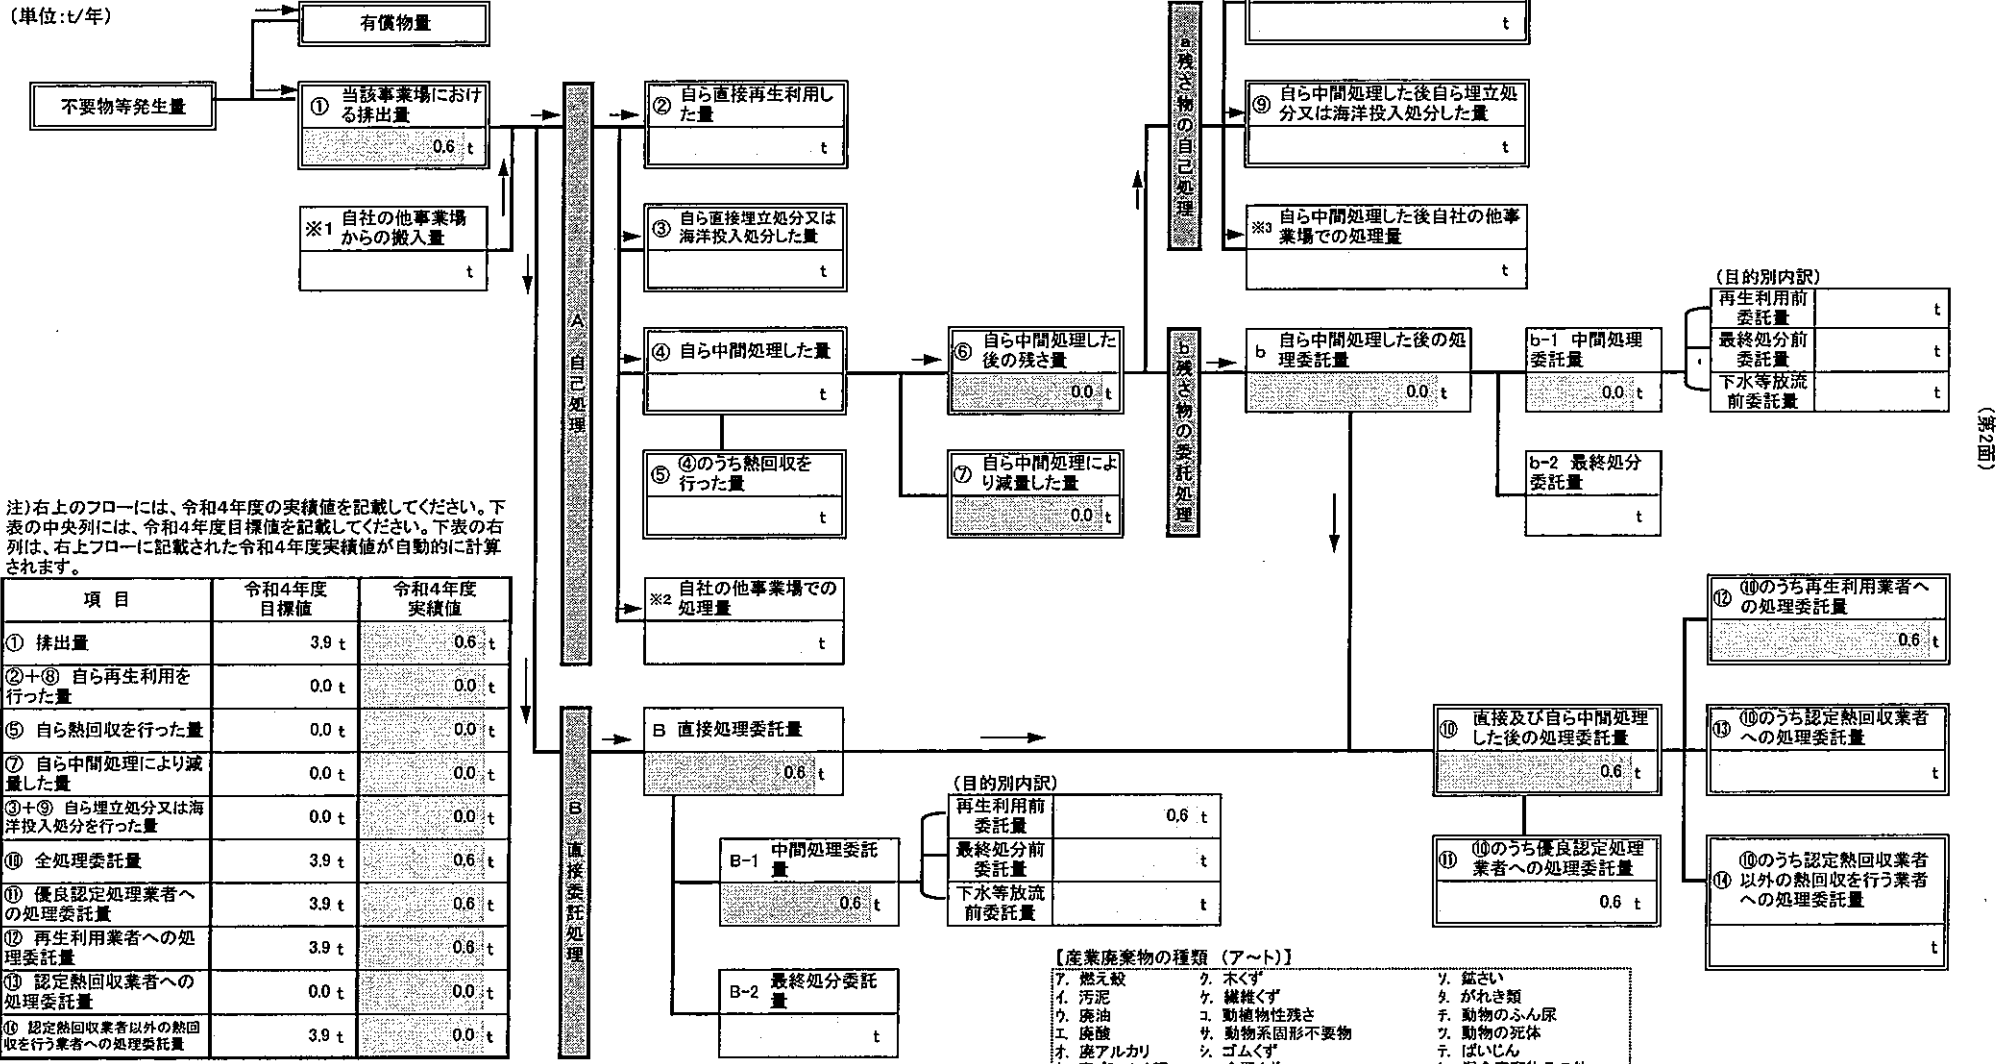 (単位:t/年)
有償物量
不要物等発生量
① 当該事業場におけ
る排出量
0.6 t
※1 自社の他事業場
からの搬入量
t
A 自己処理
② 自ら直接再生利用し
た量
t
③ 自ら直接埋立処分又は
海洋投入処分した量
t
④ 自ら中間処理した量
t
⑤ ④のうち熱回収を
行った量
t
※2 自社の他事業場での
処理量
t
⑥ 自ら中間処理した
後の残さ量
0.0 t
⑦ 自ら中間処理によ
り減量した量
0.0 t
a 残さ物の自己処理
t
⑨ 自ら中間処理した後自ら埋立処
分又は海洋投入処分した量
t
※3 自ら中間処理した後自社の他事
業場での処理量
t
b 残さ物の委託処理
b 自ら中間処理した後の処
理委託量
0.0 t
b-1 中間処理
委託量
0.0 t
(目的別内訳)
再生利用前
委託量 t
最終処分前
委託量 t
下水等放流
前委託量 t
b-2 最終処分
委託量
t
(第2面)
注)右上のフローには、令和4年度の実績値を記載してください。下
表の中央列には、令和4年度目標値を記載してください。下表の右
列は、右上フローに記載された令和4年度実績値が自動的に計算
されます。
項 目 令和4年度 目標値 令和4年度 実績値
① 排出量 3.9 t 0.6 t
②+⑧ 自ら再生利用を
行った量 0.0 t 0.0 t
⑤ 自ら熱回収を行った量 0.0 t 0.0 t
⑦ 自ら中間処理により減
量した量 0.0 t 0.0 t
③+⑨ 自ら埋立処分又は海
洋投入処分を行った量 0.0 t 0.0 t
⑩ 全処理委託量 3.9 t 0.6 t
⑪ 優良認定処理業者へ
の処理委託量 3.9 t 0.6 t
⑫ 再生利用業者への処
理委託量 3.9 t 0.6 t
⑬ 認定熱回収業者への
処理委託量 0.0 t 0.0 t
⑭ 認定熱回収業者以外の熱回
収を行う業者への処理委託量 3.9 t 0.0 t
B 直接委託処理
B 直接処理委託量
0.6 t
B-1 中間処理委託
量
0.6 t
(目的別内訳)
再生利用前
委託量 0.6 t
最終処分前
委託量 t
下水等放流
前委託量 t
B-2 最終処分委託
量
t
⑩ 直接及び自ら中間処理
した後の処理委託量
0.6 t
⑪ ⑩のうち優良認定処理
業者への処理委託量
0.6 t
⑫ ⑩のうち再生利用業者へ
の処理委託量
0.6 t
⑬ ⑩のうち認定熱回収業者
への処理委託量
t
⑭ ⑩のうち認定熱回収業者
以外の熱回収を行う業者
への処理委託量
t
【産業廃棄物の種類 (ア～ト)】
ア. 燃え殻 ク. 木くず ソ. 鉱さい
イ. 汚泥 ケ. 繊維くず タ. がれき類
ウ. 廃油 コ. 動植物性残さ チ. 動物のふん尿
エ. 廃酸 サ. 動物系固形不要物 ツ. 動物の死体
オ. 廃アルカリ シ. ゴムくず テ. ばいじん